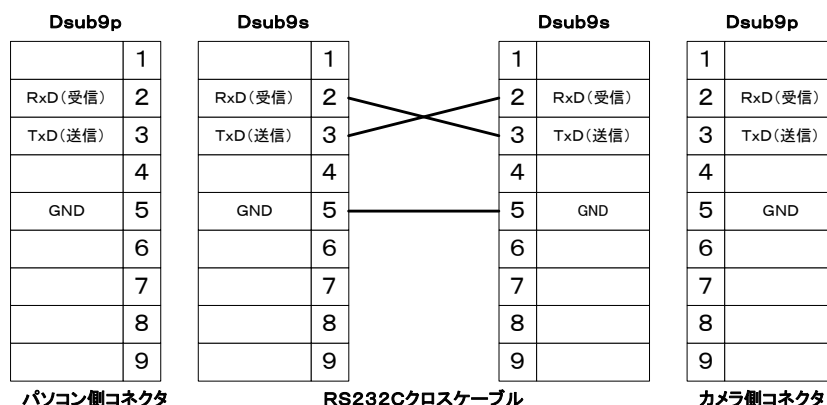 Dsub9p Dsub9s Dsub9s Dsub9p
1 1 1 1
RxD(受信) 2 RxD(受信) 2 2 RxD(受信) 2 RxD(受信)
TxD(送信) 3 TxD(送信) 3 3 TxD(送信) 3 TxD(送信)
4 4 4 4
GND 5 GND 5 5 GND 5 GND
6 6 6 6
7 7 7 7
8 8 8 8
9 9 9 9
パソコン側コネクタ RS232Cクロスケーブル カメラ側コネクタ